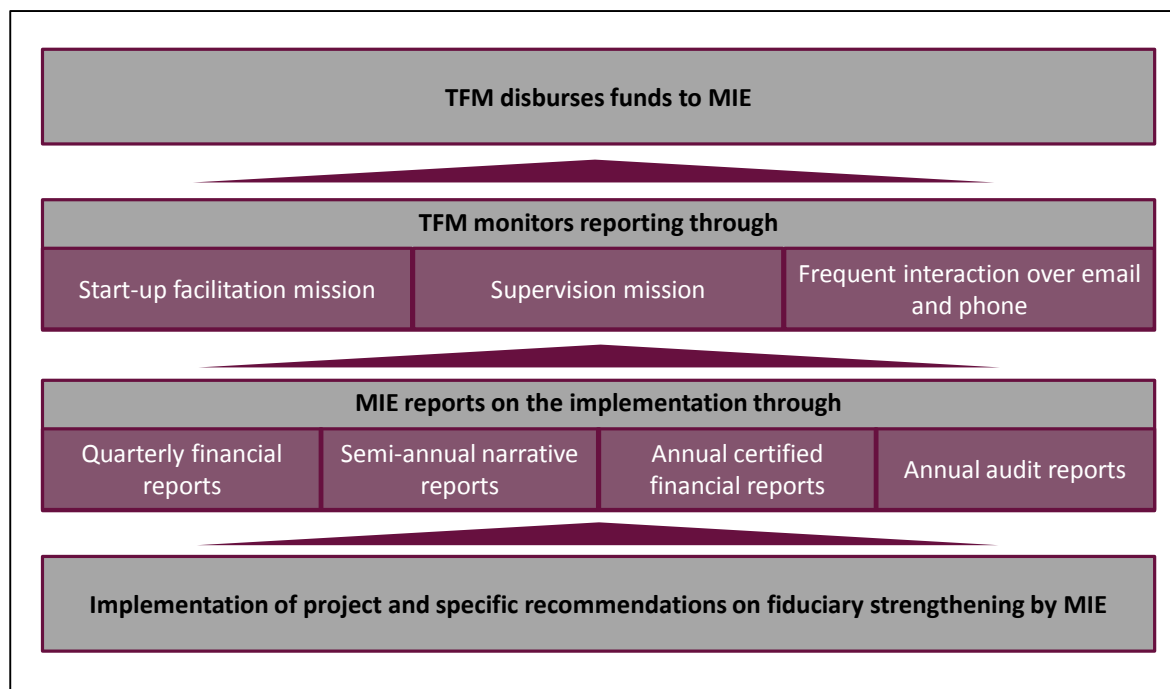 TFM disburses funds to MIE
TFM monitors reporting through
Start-up facilitation mission
Supervision mission
Frequent interaction over email
and phone
MIE reports on the implementation through
Quarterly financial
reports
Semi-annual narrative
reports
Annual certified
financial reports
Annual audit reports
Implementation of project and specific recommendations on fiduciary strengthening by MIE